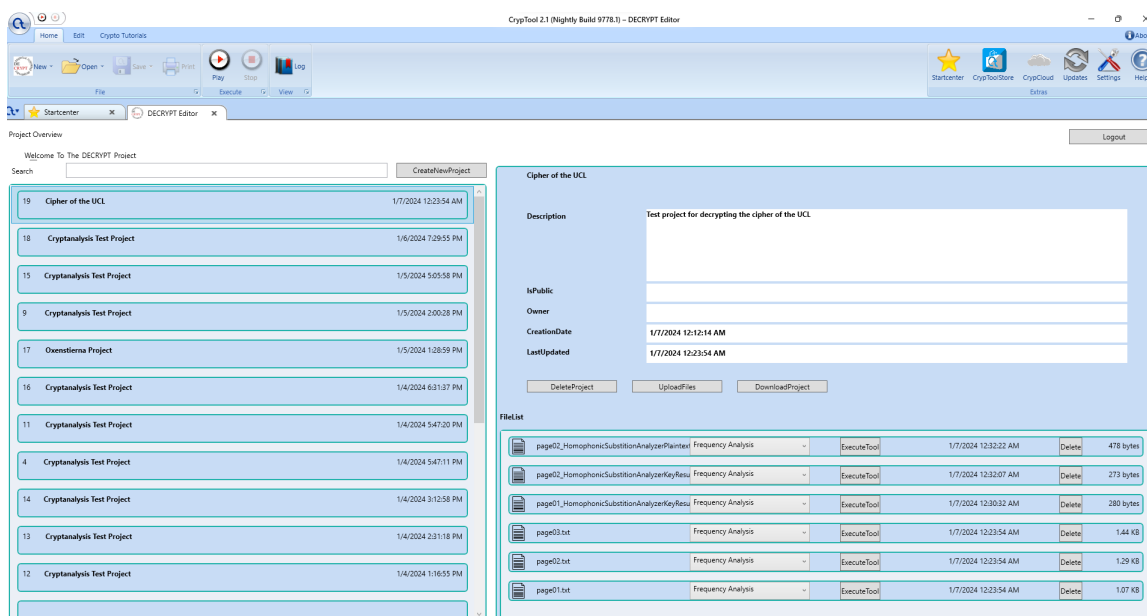 CrypTool 2.1 (Nightly Build 9778.1) – DECRYPT Editor
Home Edit Crypto Tutorials
Abo
New Open Save Print Play Stop Log
Startcenter CrypToolStore CrypCloud Updates Settings Help
File Execute View Extras
Startcenter DECRYPT Editor
Project Overview
Logout
Welcome To The DECRYPT Project
Search CreateNewProject
19 Cipher of the UCL 1/7/2024 12:23:54 AM
18 Cryptanalysis Test Project 1/6/2024 7:29:55 PM
15 Cryptanalysis Test Project 1/5/2024 5:05:58 PM
9 Cryptanalysis Test Project 1/5/2024 2:00:28 PM
17 Oxenstierna Project 1/5/2024 1:28:59 PM
16 Cryptanalysis Test Project 1/4/2024 6:31:37 PM
11 Cryptanalysis Test Project 1/4/2024 5:47:20 PM
4 Cryptanalysis Test Project 1/4/2024 5:47:11 PM
14 Cryptanalysis Test Project 1/4/2024 3:12:58 PM
13 Cryptanalysis Test Project 1/4/2024 2:31:18 PM
12 Cryptanalysis Test Project 1/4/2024 1:16:55 PM
Cipher of the UCL
Description Test project for decrypting the cipher of the UCL
IsPublic
Owner
CreationDate 1/7/2024 12:12:14 AM
LastUpdated 1/7/2024 12:23:54 AM
DeleteProject UploadFiles DownloadProject
FileList
page02_HomophonicSubstitionAnalyzerPlaintext Frequency Analysis ExecuteTool 1/7/2024 12:32:22 AM Delete 478 bytes
page02_HomophonicSubstitionAnalyzerKeyResu Frequency Analysis ExecuteTool 1/7/2024 12:32:07 AM Delete 273 bytes
page01_HomophonicSubstitionAnalyzerKeyResu Frequency Analysis ExecuteTool 1/7/2024 12:30:32 AM Delete 280 bytes
page03.txt Frequency Analysis ExecuteTool 1/7/2024 12:23:54 AM Delete 1.44 KB
page02.txt Frequency Analysis ExecuteTool 1/7/2024 12:23:54 AM Delete 1.29 KB
page01.txt Frequency Analysis ExecuteTool 1/7/2024 12:23:54 AM Delete 1.07 KB